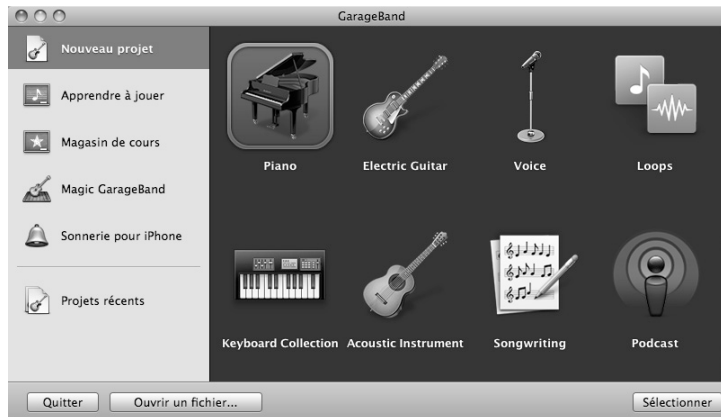 GarageBand
Nouveau projet
Apprendre à jouer
Magasin de cours
Magic GarageBand
Sonnerie pour iPhone
Projets récents
Piano
Electric Guitar
Voice
Loops
Keyboard Collection
Acoustic Instrument
Songwriting
Podcast
Quitter
Ouvrir un fichier...
Sélectionner